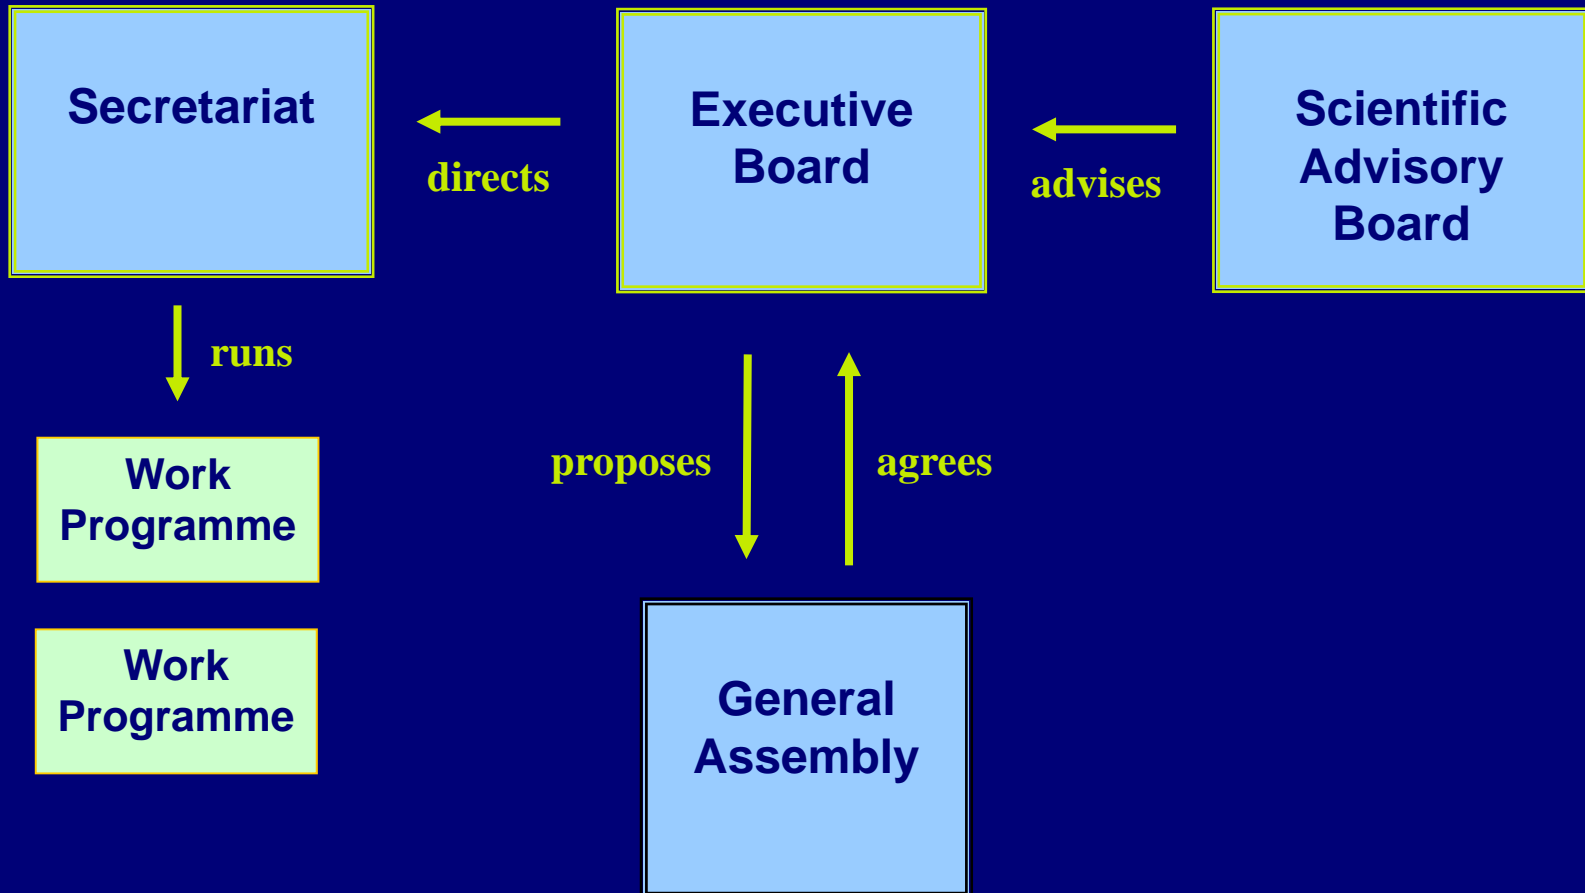 Secretariat
directs
Executive
Board
advises
Scientific
Advisory
Board
runs
proposes
agrees
Work
Programme
Work
Programme
General
Assembly